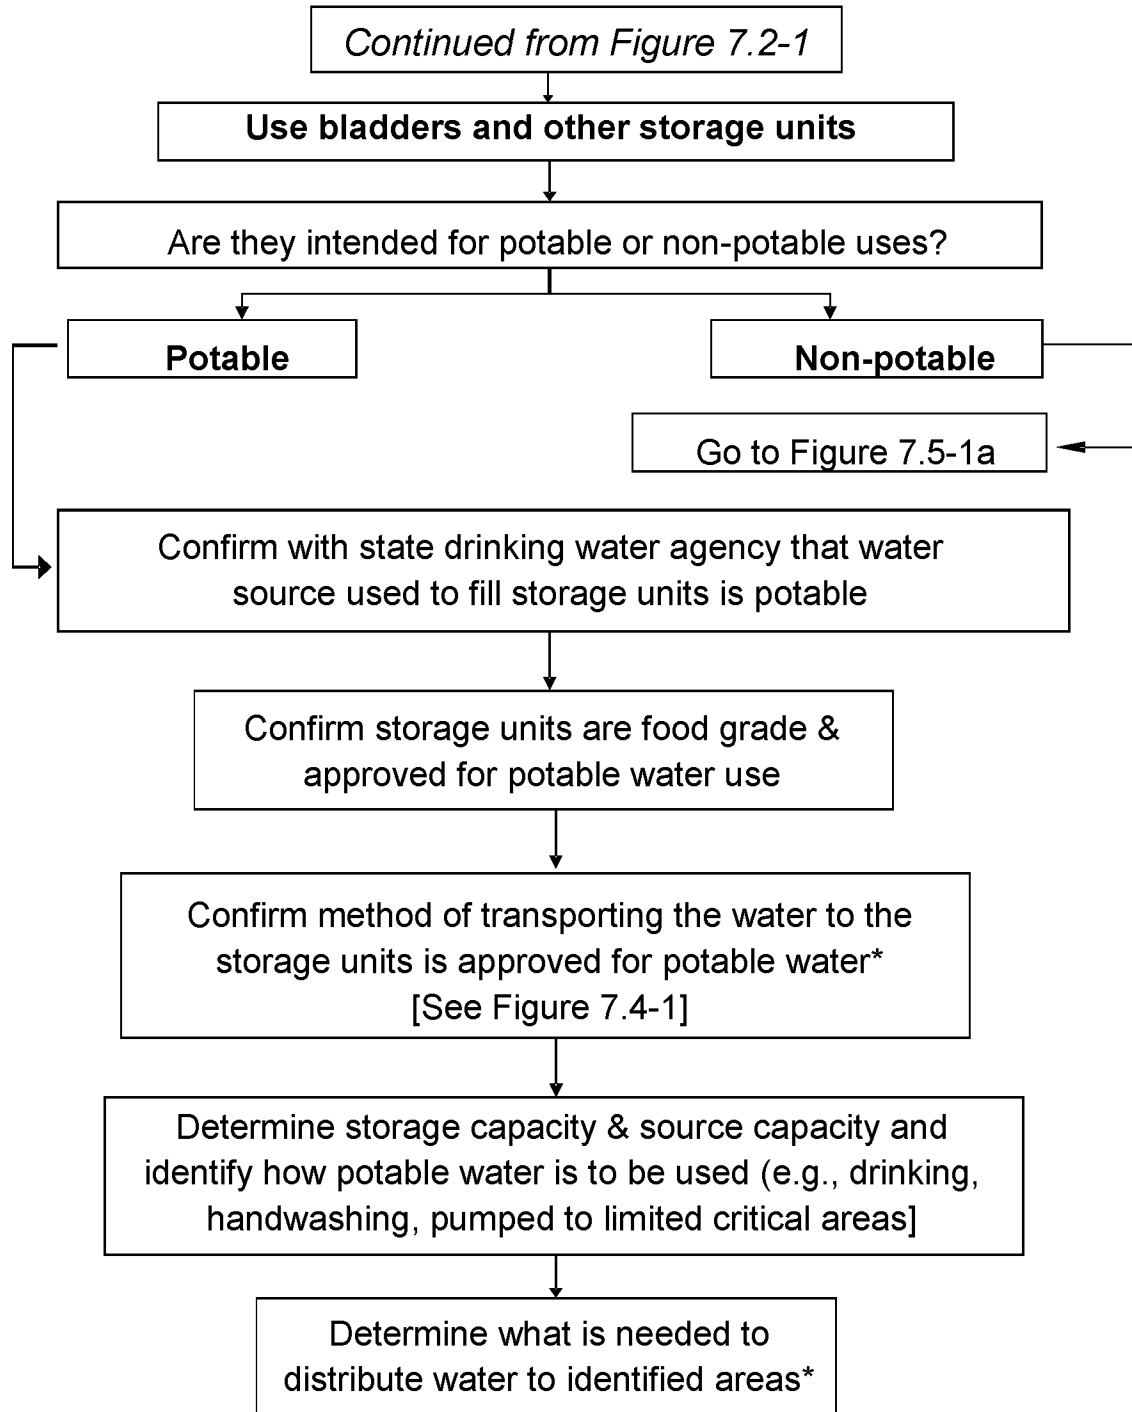 Continued from Figure 7.2-1
Use bladders and other storage units
Are they intended for potable or non-potable uses?
Potable
Non-potable
Go to Figure 7.5-1a
Confirm with state drinking water agency that water
source used to fill storage units is potable
Confirm storage units are food grade &
approved for potable water use
Confirm method of transporting the water to the
storage units is approved for potable water*
[See Figure 7.4-1]
Determine storage capacity & source capacity and
identify how potable water is to be used (e.g., drinking,
handwashing, pumped to limited critical areas]
Determine what is needed to
distribute water to identified areas*